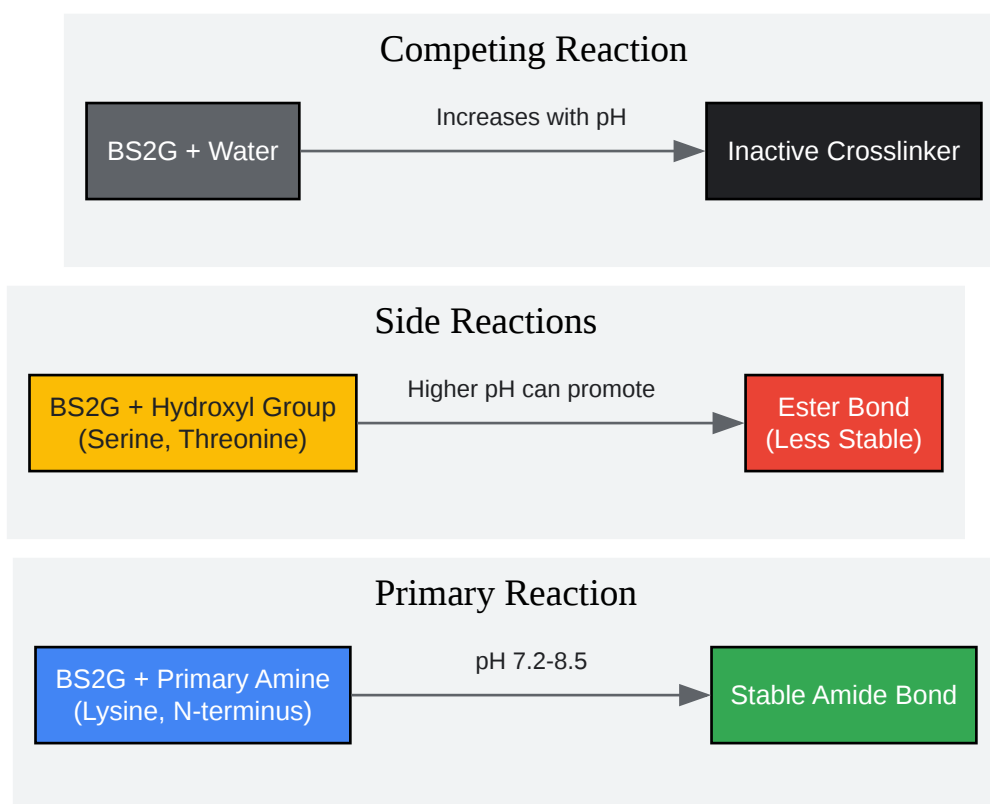 Competing Reaction
BS2G + Water
Increases with pH
Inactive Crosslinker
Side Reactions
BS2G + Hydroxyl Group
(Serine, Threonine)
Higher pH can promote
Ester Bond
(Less Stable)
Primary Reaction
BS2G + Primary Amine
(Lysine, N-terminus)
pH 7.2-8.5
Stable Amide Bond